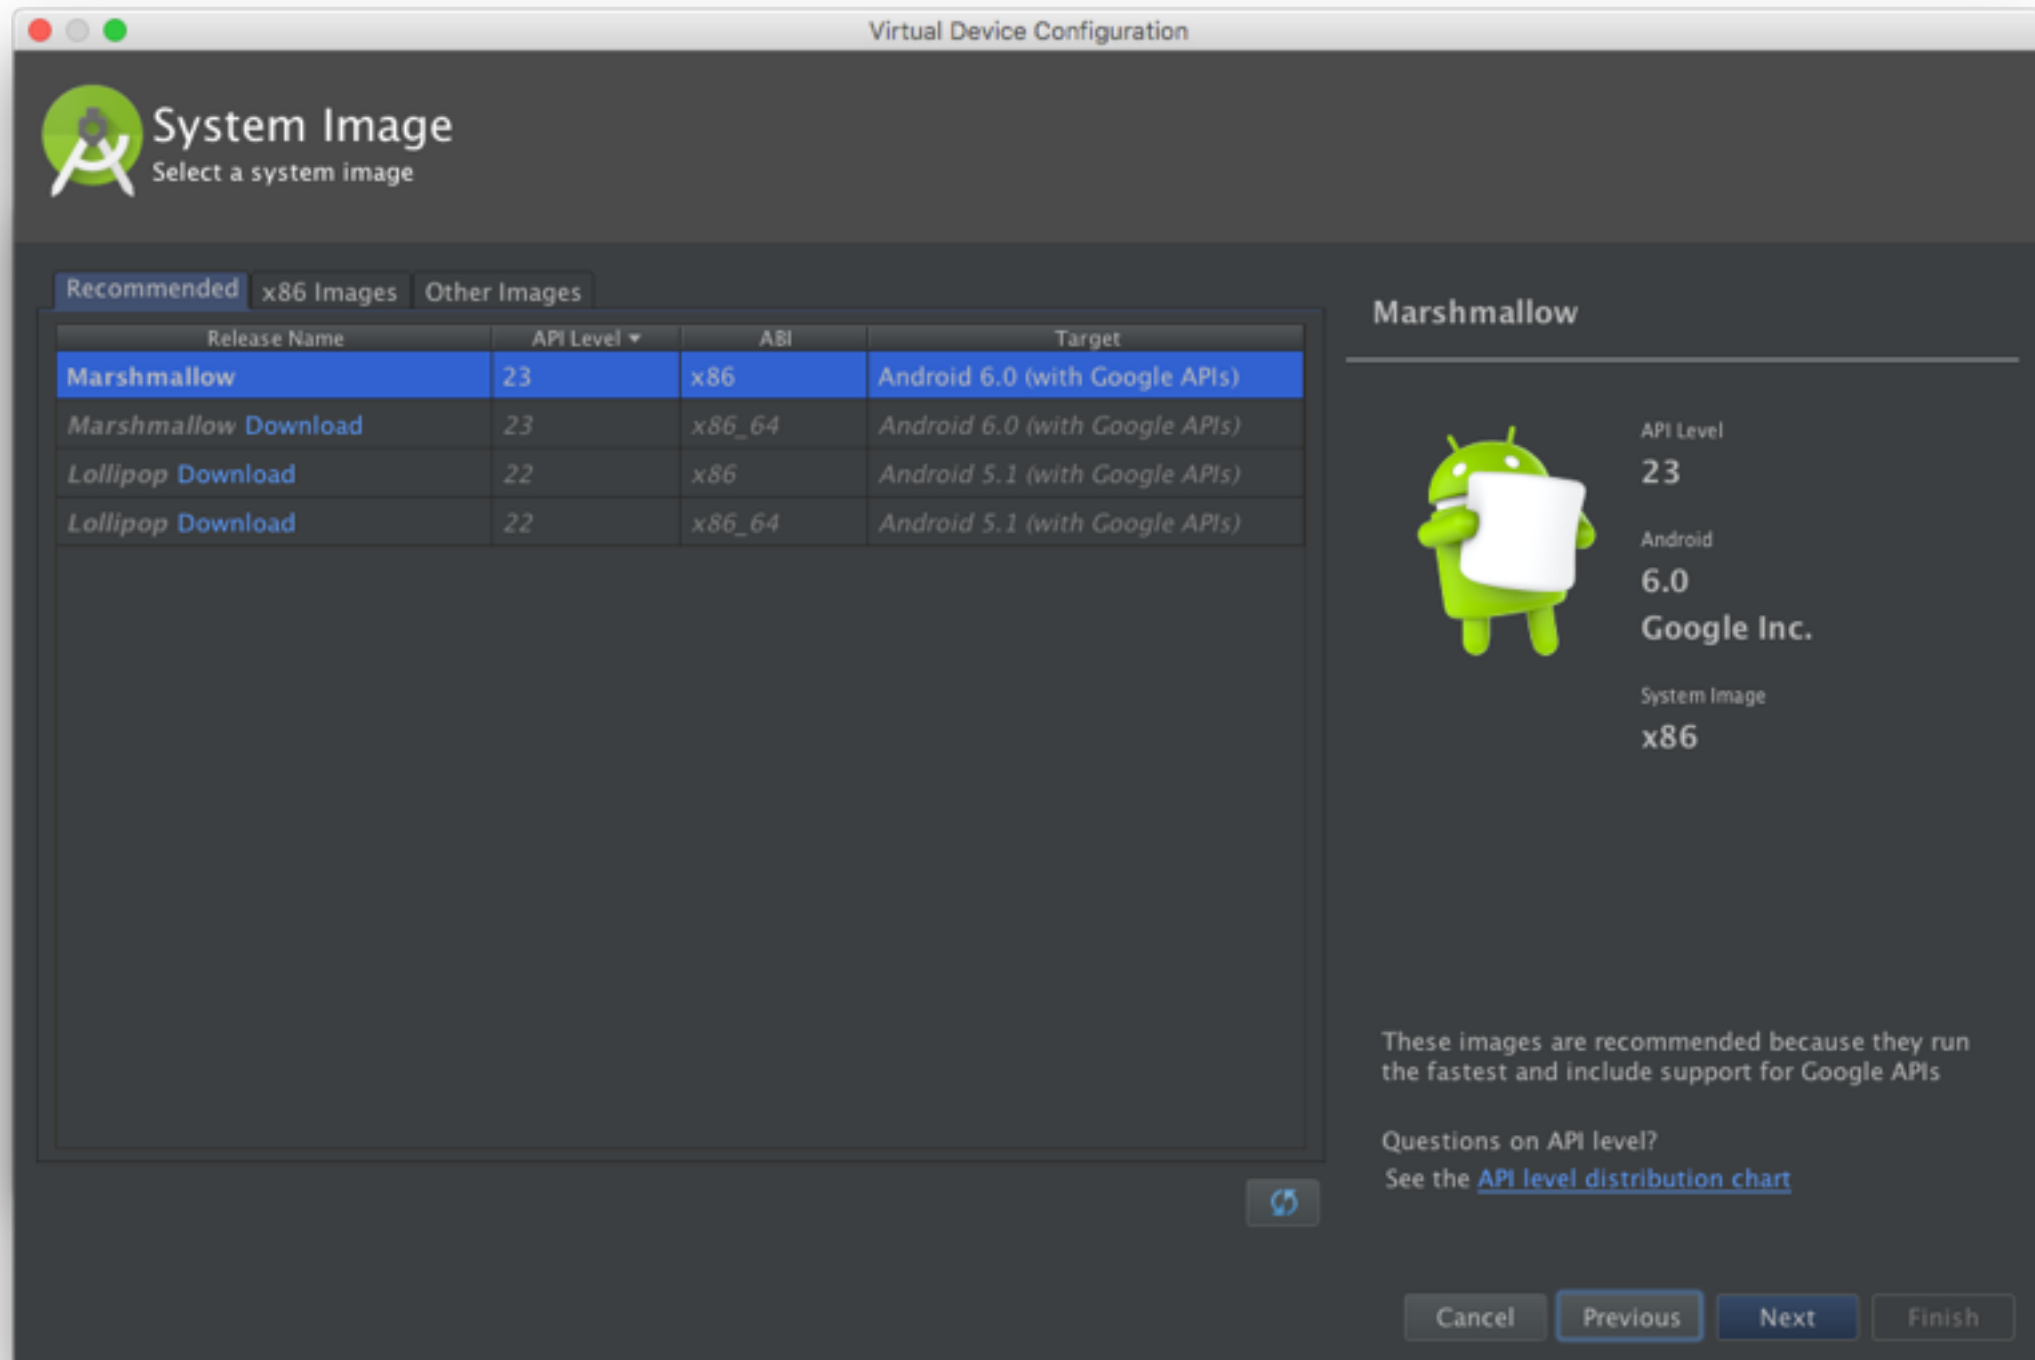 Virtual Device Configuration
System Image
Select a system image
Recommended x86 Images Other Images
Release Name API Level ABI Target
Marshmallow 23 x86 Android 6.0 (with Google APIs)
Marshmallow Download 23 x86_64 Android 6.0 (with Google APIs)
Lollipop Download 22 x86 Android 5.1 (with Google APIs)
Lollipop Download 22 x86_64 Android 5.1 (with Google APIs)
Marshmallow
API Level
23
Android
6.0
Google Inc.
System Image
x86
These images are recommended because they run
the fastest and include support for Google APIs
Questions on API level?
See the API level distribution chart
Cancel Previous Next Finish